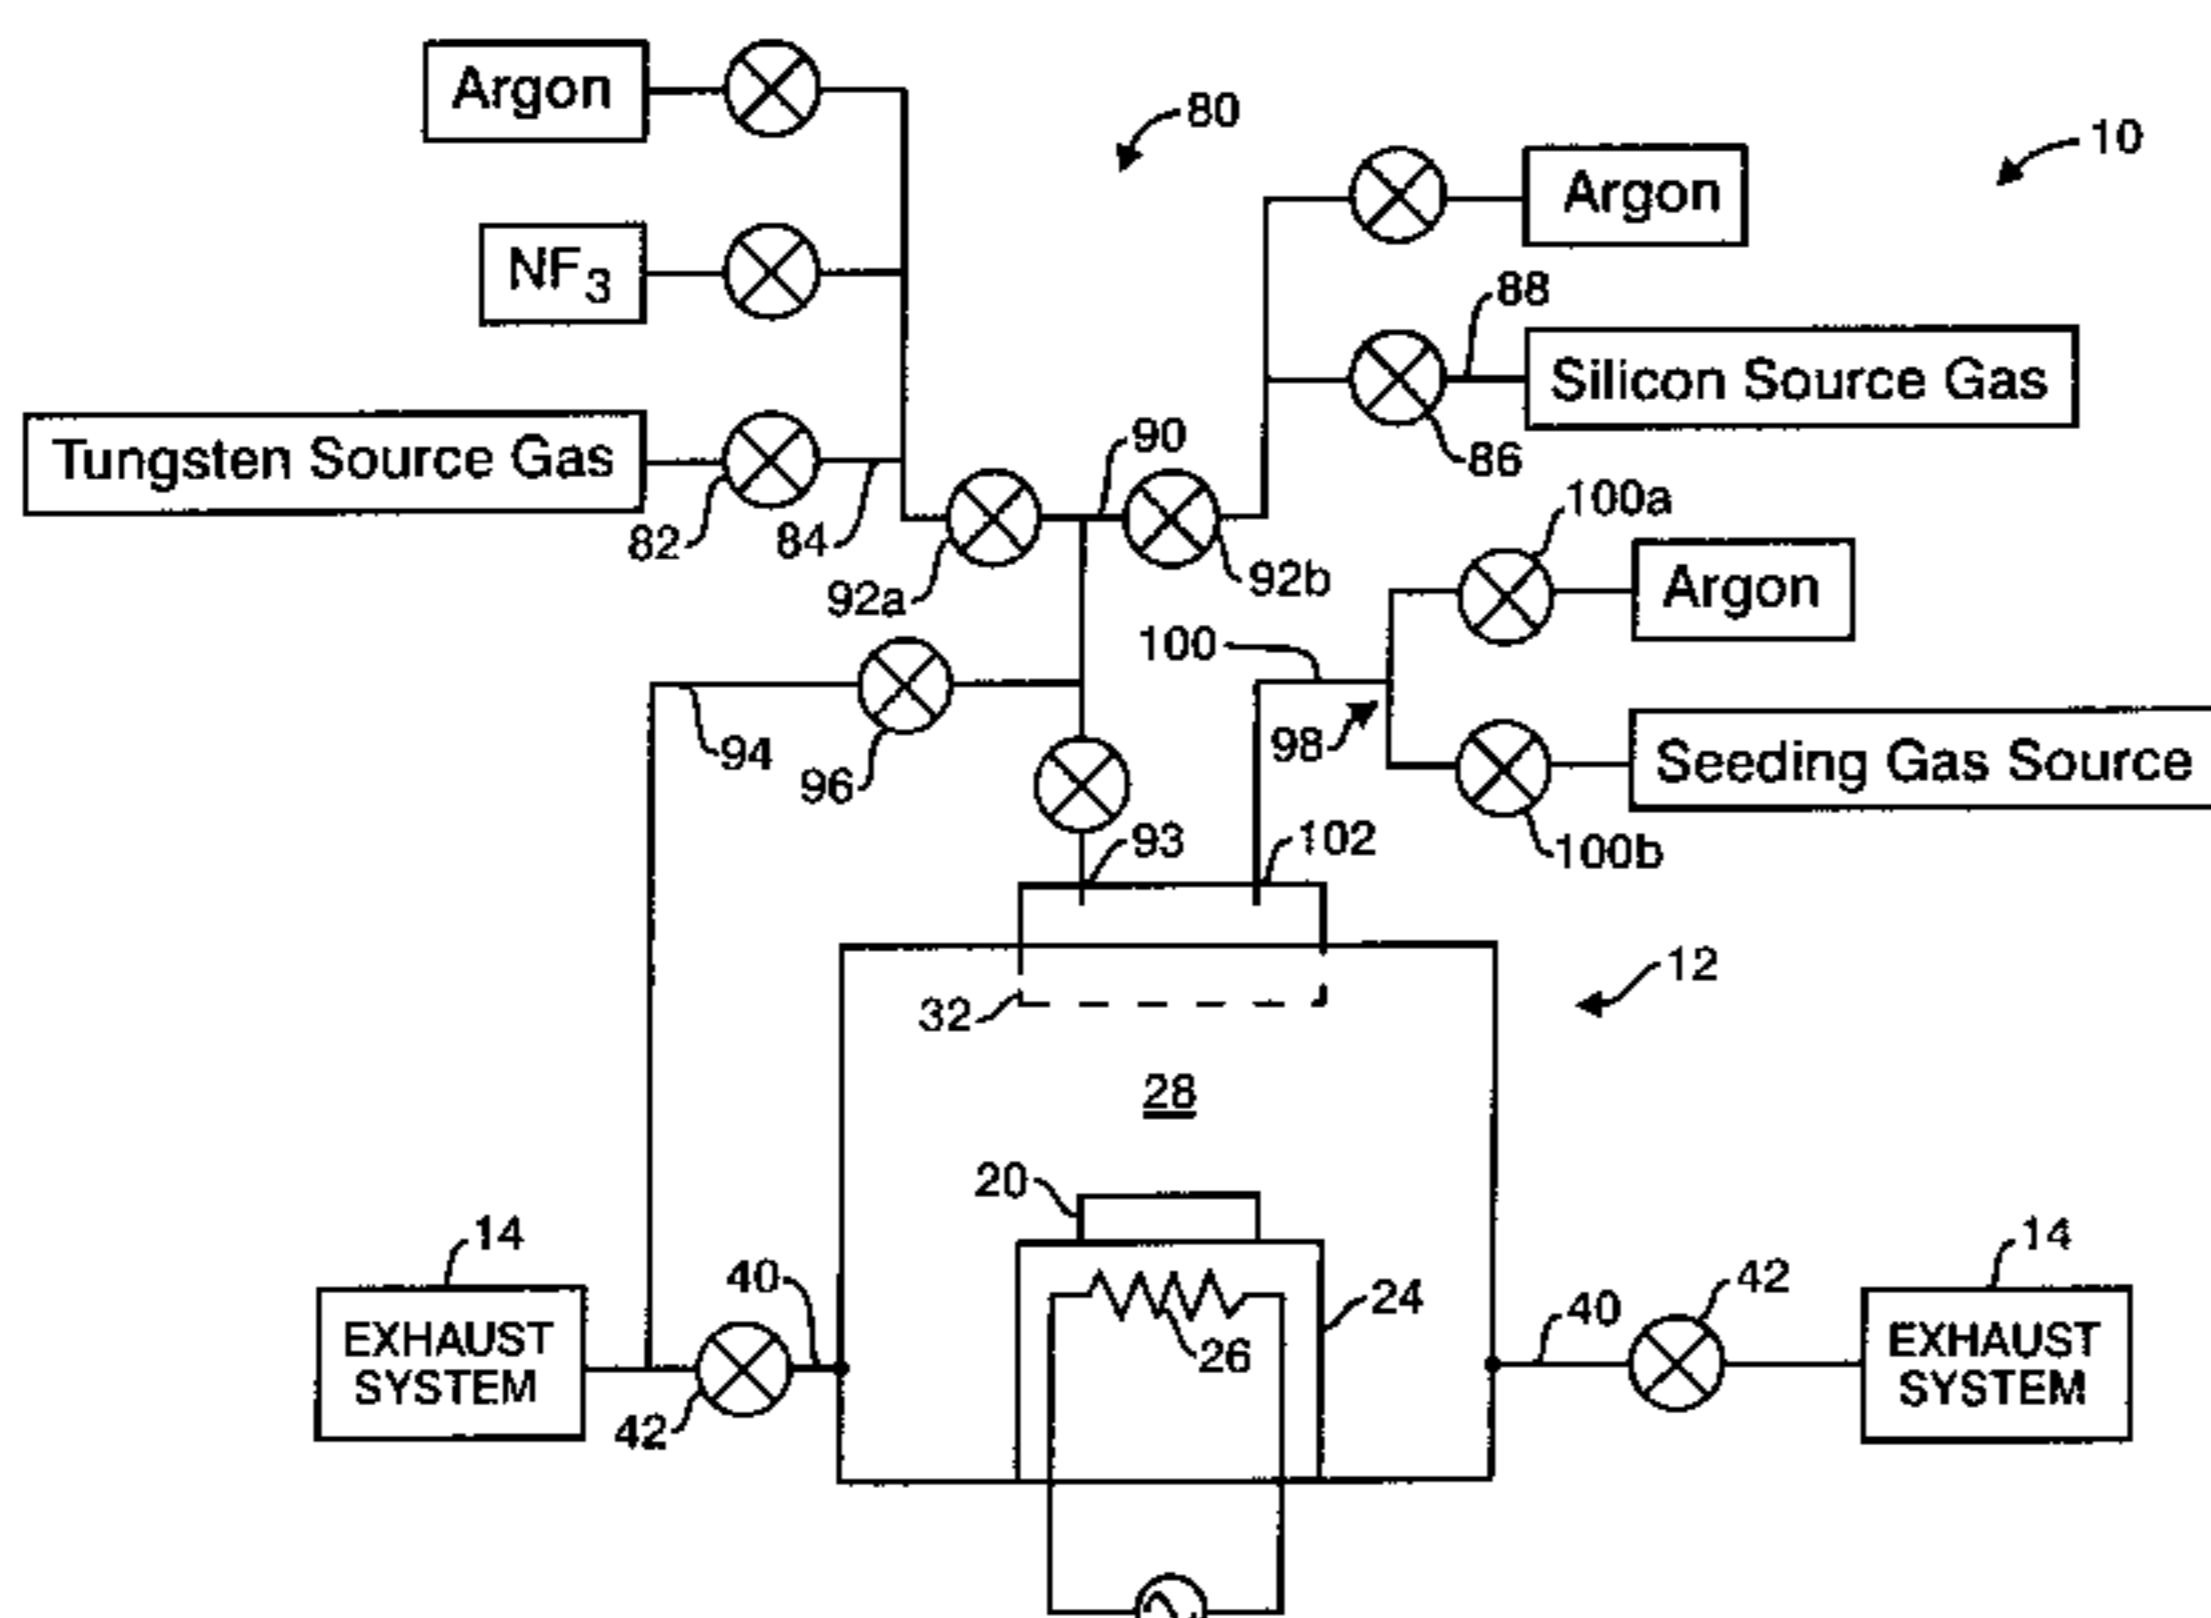 Argon
80
10
Argon
NF3
88
Silicon Source Gas
Tungsten Source Gas
90
86
82
84
92a
92b
100a
Argon
100
94
96
98
Seeding Gas Source
93
102
100b
32
12
28
20
14
EXHAUST
SYSTEM
40
42
26
24
40
42
14
EXHAUST
SYSTEM